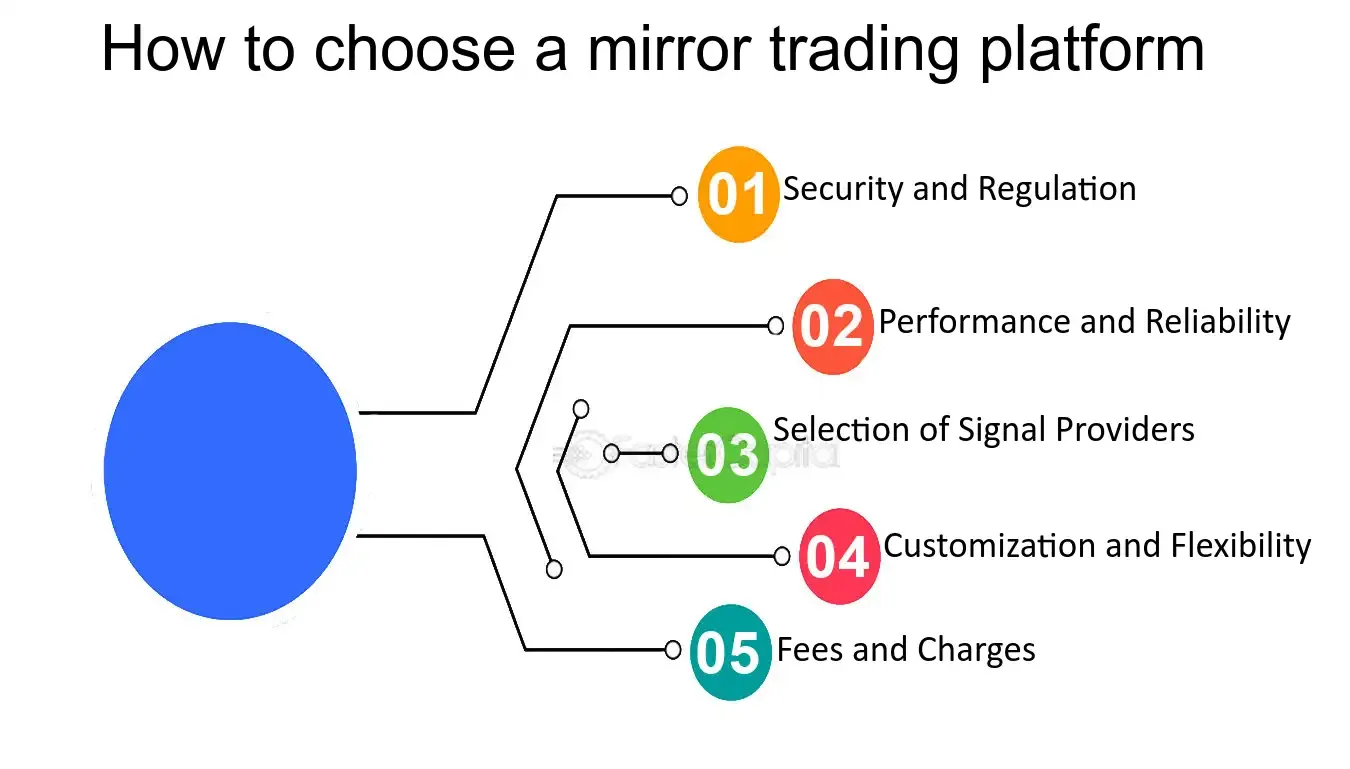 How to choose a mirror trading platform
01 Security and Regulation
02 Performance and Reliability
03 Selection of Signal Providers
04 Customization and Flexibility
05 Fees and Charges